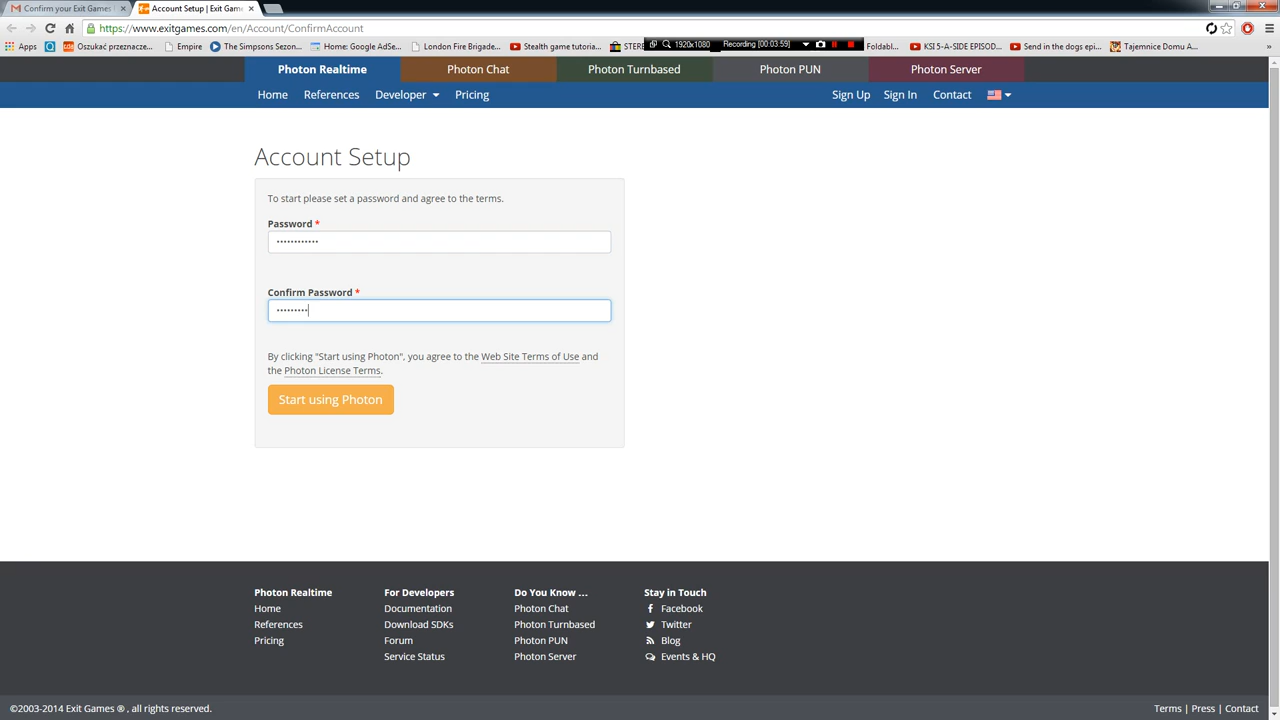 Confirm your Exit Games
Account Setup | Exit Game
https://www.exitgames.com/en/Account/ConfirmAccount
Apps
Oszukać przeznacze...
Empire
The Simpsons Sezon...
Home: Google AdSe...
London Fire Brigade...
Stealth game tutoria...
STERE
1920x1080
Recording [00:03:59]
Foldabl...
KSI 5-A-SIDE EPISOD...
Send in the dogs epi...
Tajemnice Domu A...
»
Photon Realtime
Photon Chat
Photon Turnbased
Photon PUN
Photon Server
Home
References
Developer
Pricing
Sign Up
Sign In
Contact
Account Setup
To start please set a password and agree to the terms.
Password *
••••••••••••
Confirm Password *
•••••••••
By clicking "Start using Photon", you agree to the Web Site Terms of Use and
the Photon License Terms.
Start using Photon
Photon Realtime
Home
References
Pricing
For Developers
Documentation
Download SDKs
Forum
Service Status
Do You Know ...
Photon Chat
Photon Turnbased
Photon PUN
Photon Server
Stay in Touch
Facebook
Twitter
Blog
Events & HQ
©2003-2014 Exit Games ® , all rights reserved.
Terms | Press | Contact